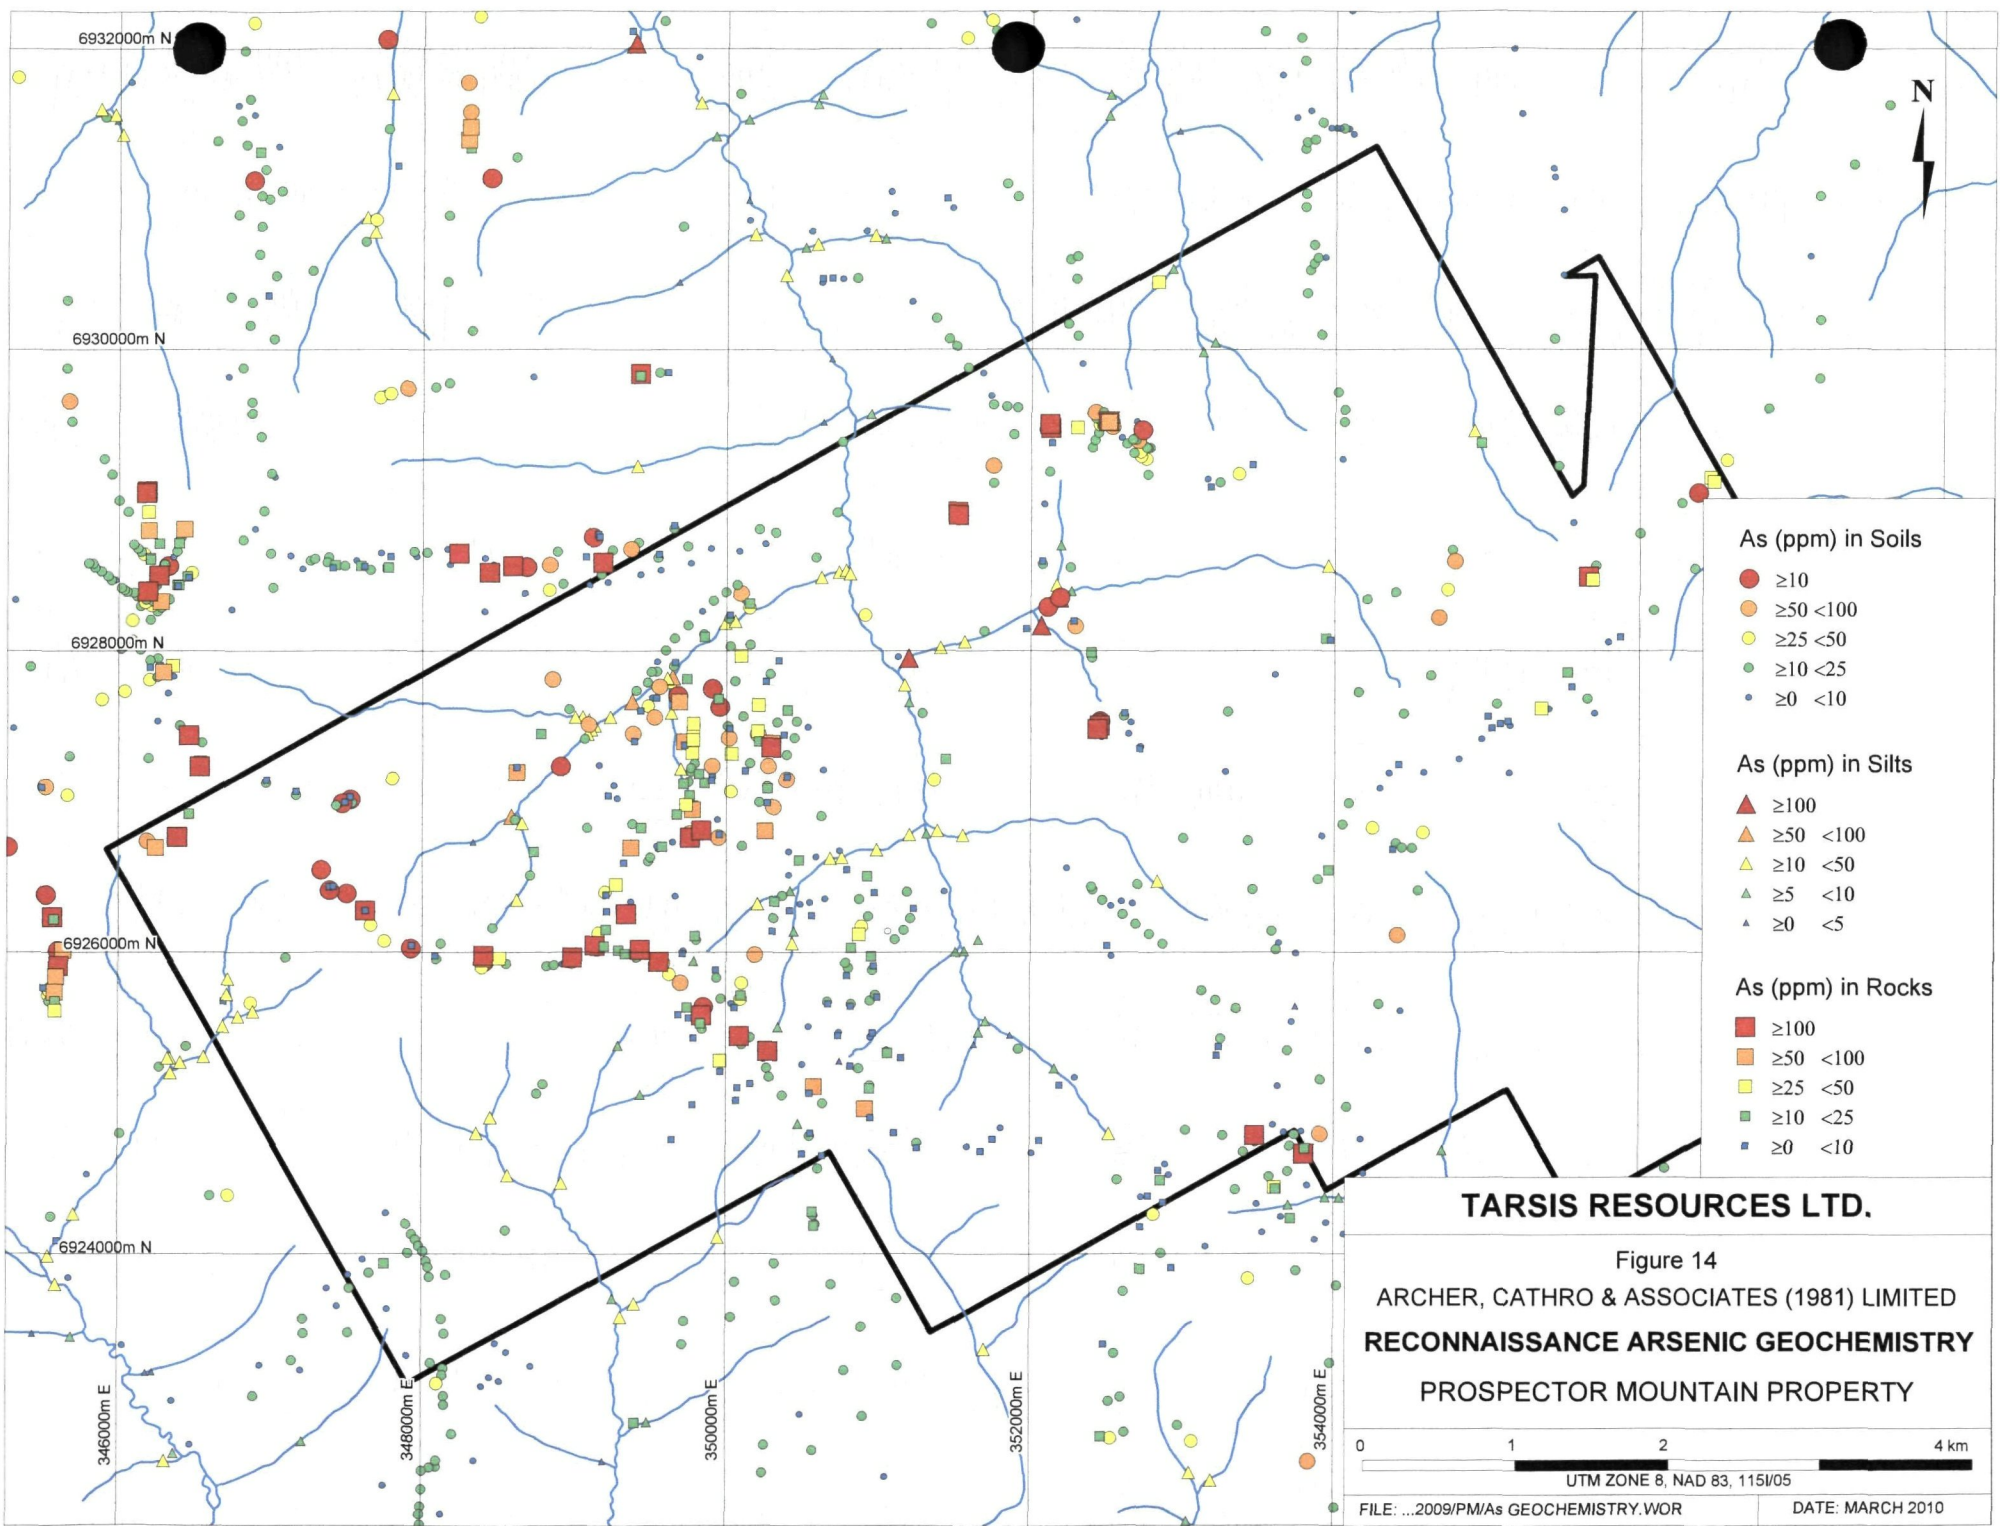 6932000m N
N
6930000m N
6928000m N
6926000m N
6924000m N
346000m E
348000m E
350000m E
352000m E
354000m E
As (ppm) in Soils
≥10
≥50 <100
≥25 <50
≥10 <25
≥0 <10
As (ppm) in Silts
≥100
≥50 <100
≥10 <50
≥5 <10
≥0 <5
As (ppm) in Rocks
≥100
≥50 <100
≥25 <50
≥10 <25
≥0 <10
TARSIS RESOURCES LTD.
Figure 14
ARCHER, CATHRO & ASSOCIATES (1981) LIMITED
RECONNAISSANCE ARSENIC GEOCHEMISTRY
PROSPECTOR MOUNTAIN PROPERTY
0 1 2 4 km
UTM ZONE 8, NAD 83, 115I/05
FILE: ...2009/PM/As GEOCHEMISTRY.WOR
DATE: MARCH 2010